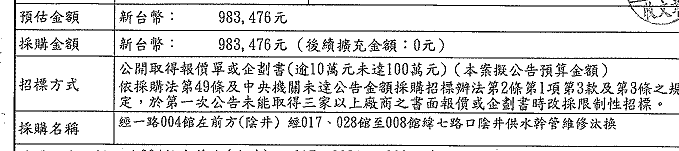 預估金額 新台幣： 983,476元
採購金額 新台幣： 983,476元 (後續擴充金額：0元)
公開取得報價單或企劃書(逾10萬元未達100萬元) (本案擬公告預算金額)
招標方式 依採購法第49條及中央機關未達公告金額採購招標辦法第2條第1項第3款及第3條之規
定，於第一次公告未能取得三家以上廠商之書面報價或企劃書時改採限制性招標。
採購名稱 經一路004館左前方(陰井) 經017、028館至008館緯七路口陰井供水幹管維修汰換